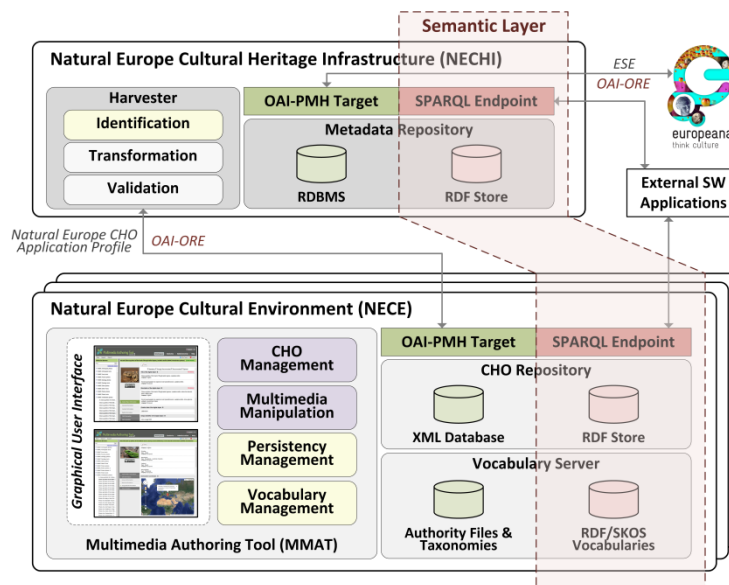 Semantic Layer
Natural Europe Cultural Heritage Infrastructure (NECHI)
ESE
OAI-ORE
europeana
think culture
Harvester
Identification
Transformation
Validation
OAI-PMH Target
SPARQL Endpoint
Metadata Repository
RDBMS
RDF Store
External SW
Applications
Natural Europe CHO
Application Profile
OAI-ORE
Natural Europe Cultural Environment (NECE)
Graphical User Interface
CHO
Management
Multimedia
Manipulation
Persistency
Management
Vocabulary
Management
Multimedia Authoring Tool (MMAT)
OAI-PMH Target
SPARQL Endpoint
CHO Repository
XML Database
RDF Store
Vocabulary Server
Authority Files &
Taxonomies
RDF/SKOS
Vocabularies